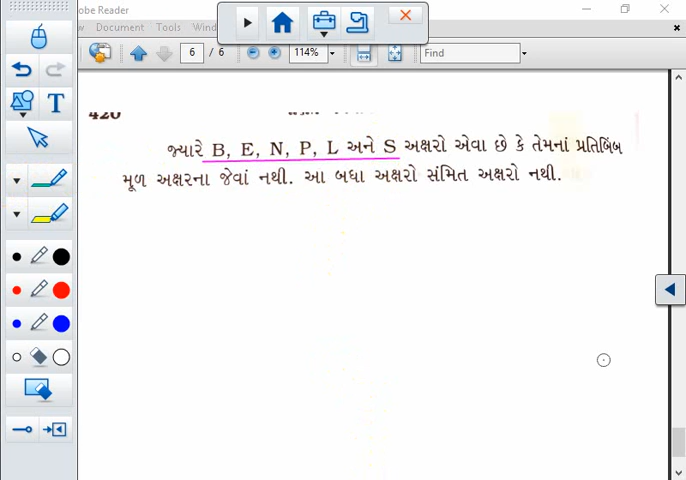 obe Reader
Document Tools Wind
6 / 6 114% Find
420
જ્યારે B, E, N, P, L અને S અક્ષરો એવા છે કે તેમનાં પ્રતિબિંબ
મૂળ અક્ષરના જેવાં નથી. આ બધા અક્ષરો સંમિત અક્ષરો નથી.
T